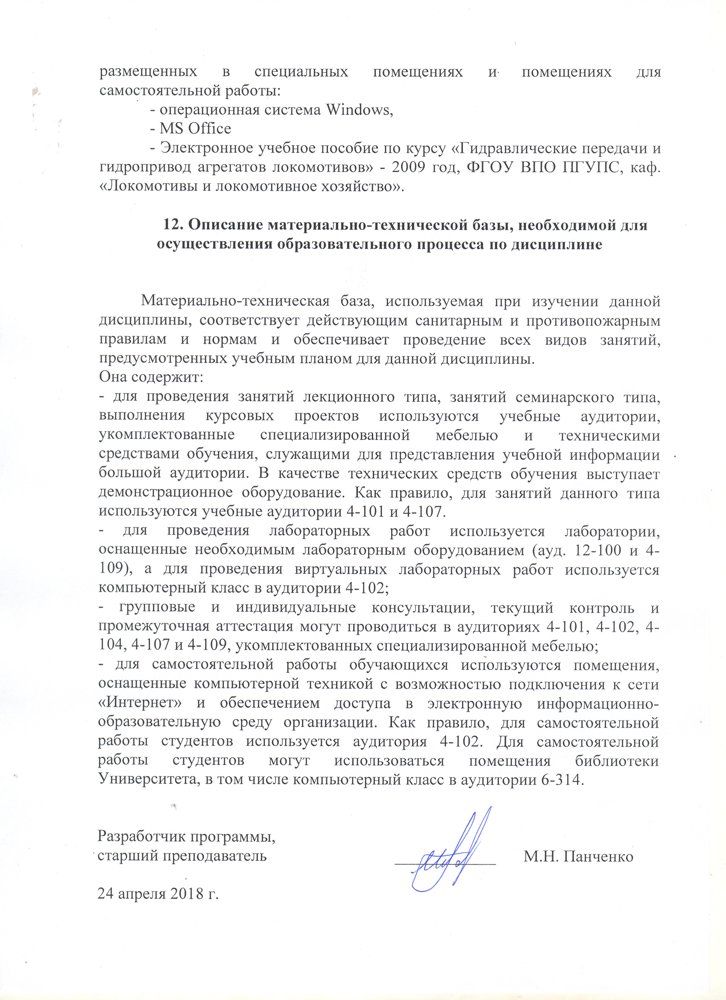 размещенных в специальных помещениях и помещениях для
самостоятельной работы:
- операционная система Windows,
- MS Office
- Электронное учебное пособие по курсу «Гидравлические передачи и
гидропривод агрегатов локомотивов» - 2009 год, ФГОУ ВПО ПГУПС, каф.
«Локомотивы и локомотивное хозяйство».
12. Описание материально-технической базы, необходимой для
осуществления образовательного процесса по дисциплине
Материально-техническая база, используемая при изучении данной
дисциплины, соответствует действующим санитарным и противопожарным
правилам и нормам и обеспечивает проведение всех видов занятий,
предусмотренных учебным планом для данной дисциплины.
Она содержит:
- для проведения занятий лекционного типа, занятий семинарского типа,
выполнения курсовых проектов используются учебные аудитории,
укомплектованные специализированной мебелью и техническими
средствами обучения, служащими для представления учебной информации
большой аудитории. В качестве технических средств обучения выступает
демонстрационное оборудование. Как правило, для занятий данного типа
используются учебные аудитории 4-101 и 4-107.
- для проведения лабораторных работ используется лаборатории,
оснащенные необходимым лабораторным оборудованием (ауд. 12-100 и 4-
109), а для проведения виртуальных лабораторных работ используется
компьютерный класс в аудитории 4-102;
- групповые и индивидуальные консультации, текущий контроль и
промежуточная аттестация могут проводиться в аудиториях 4-101, 4-102, 4-
104, 4-107 и 4-109, укомплектованных специализированной мебелью;
- для самостоятельной работы обучающихся используются помещения,
оснащенные компьютерной техникой с возможностью подключения к сети
«Интернет» и обеспечением доступа в электронную информационно-
образовательную среду организации. Как правило, для самостоятельной
работы студентов используется аудитория 4-102. Для самостоятельной
работы студентов могут использоваться помещения библиотеки
Университета, в том числе компьютерный класс в аудитории 6-314.
Разработчик программы,
старший преподаватель М.Н. Панченко
24 апреля 2018 г.